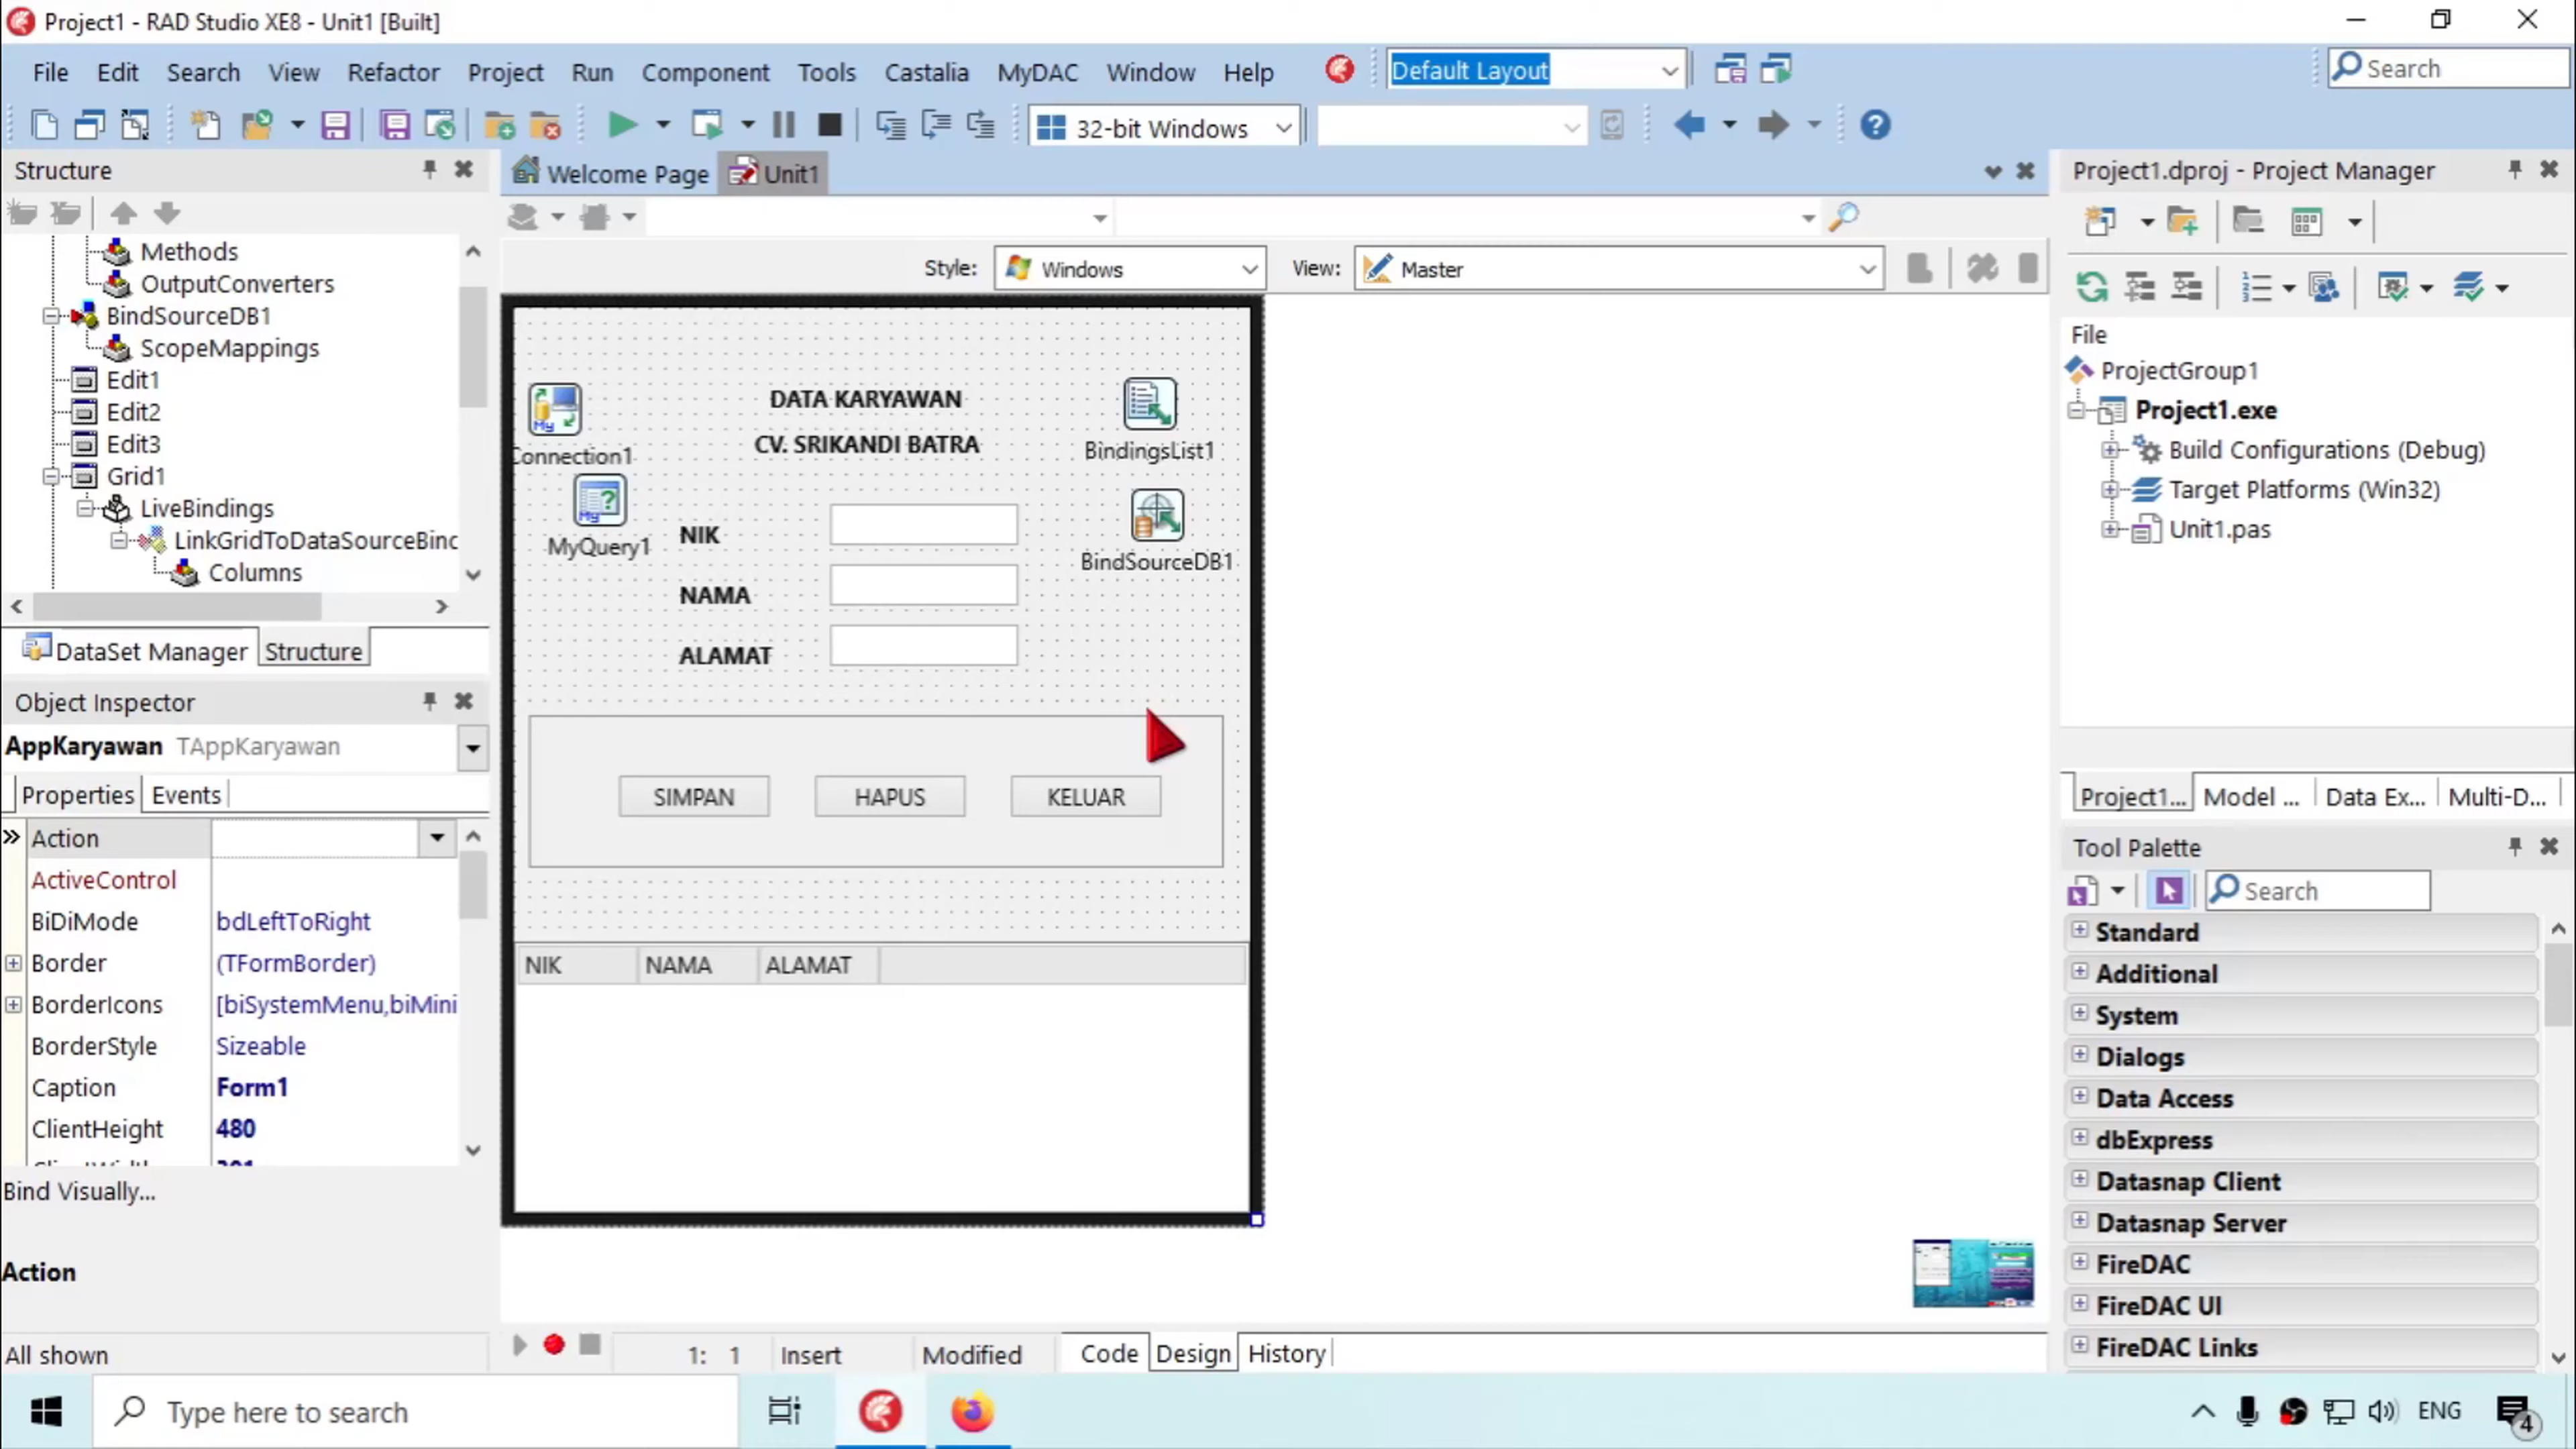 Project1 - RAD Studio XE8 - Unit1 [Built]
File Edit Search View Refactor Project Run Component Tools Castalia MyDAC Window Help Default Layout Search
32-bit Windows
Structure
Methods
OutputConverters
BindSourceDB1
ScopeMappings
Edit1
Edit2
Edit3
Grid1
LiveBindings
LinkGridToDataSourceBinc
Columns
DataSet Manager Structure
Object Inspector
AppKaryawan TAppKaryawan
Properties Events
Action
ActiveControl
BiDiMode bdLeftToRight
Border (TFormBorder)
BorderIcons [biSystemMenu,biMini
BorderStyle Sizeable
Caption Form1
ClientHeight 480
Bind Visually...
Action
All shown
Welcome Page Unit1
Style: Windows View: Master
DATA KARYAWAN
CV. SRIKANDI BATRA
Connection1
MyQuery1
BindingsList1
BindSourceDB1
NIK
NAMA
ALAMAT
SIMPAN HAPUS KELUAR
NIK NAMA ALAMAT
1: 1 Insert Modified Code Design History
Project1.dproj - Project Manager
File
ProjectGroup1
Project1.exe
Build Configurations (Debug)
Target Platforms (Win32)
Unit1.pas
Project1... Model ... Data Ex... Multi-D...
Tool Palette
Search
Standard
Additional
System
Dialogs
Data Access
dbExpress
Datasnap Client
Datasnap Server
FireDAC
FireDAC UI
FireDAC Links
Type here to search
ENG
4